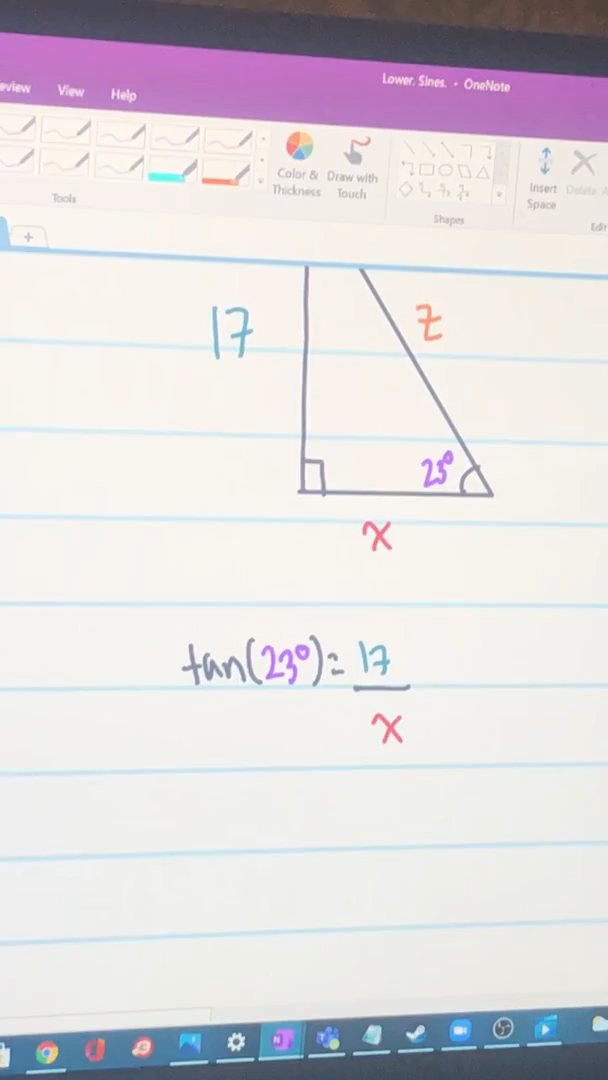 Lower. Sines. - OneNote
View Help
Color & Thickness
Draw with Touch
Insert Space
Delete
Tools
Shapes
+
17
z
23°
x
tan(23°) = 17
x